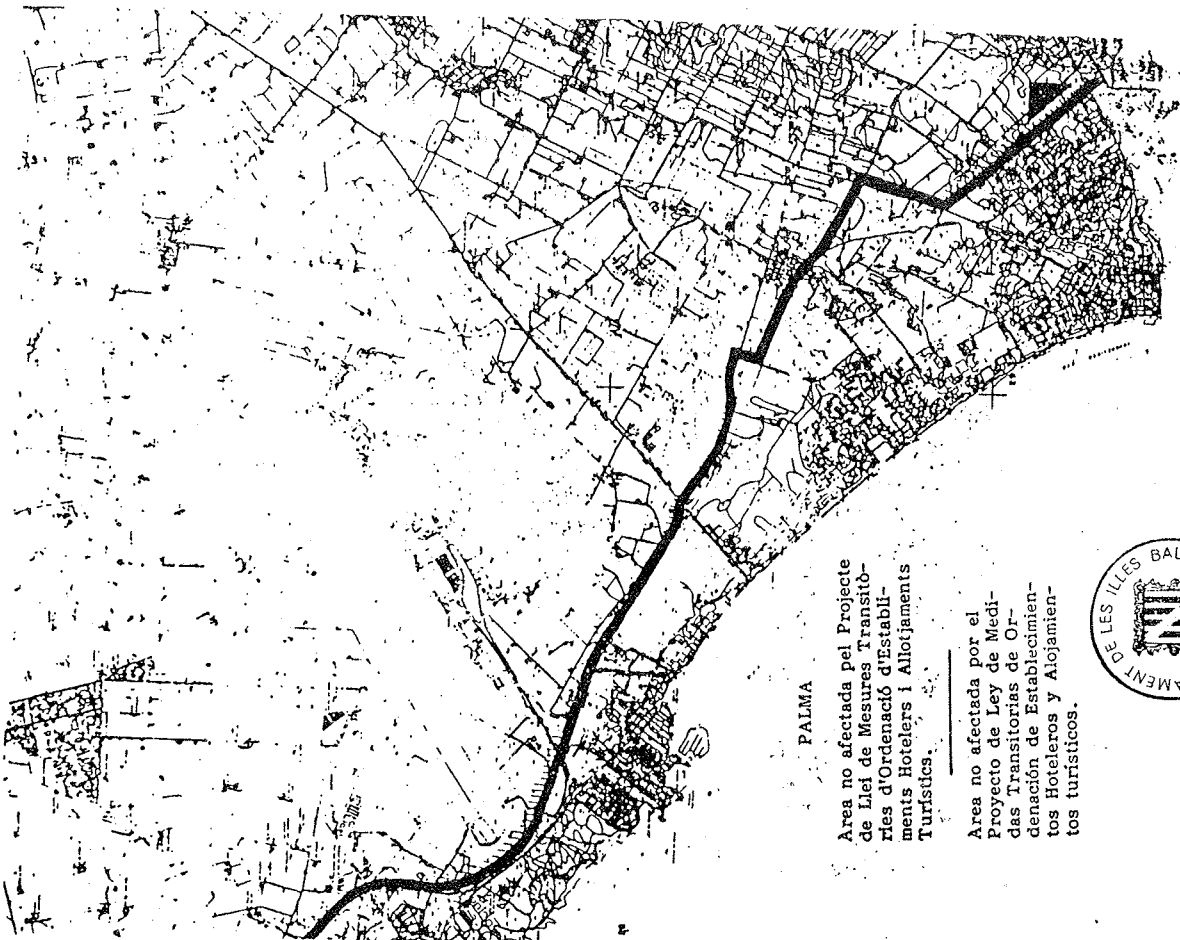 PALMA
Area no afectada pel Projecte
de Llei de Mesures Transitò-
ries d'Ordenació d'Establi-
ments Hotelers i Allotjaments
Turístics.
Area no afectada por el
Proyecto de Ley de Medi-
das Transitorias de Or-
denación de Establecimien-
tos Hoteleros y Alojamien-
tos turísticos.
AMENT DE LES ILLES BAL